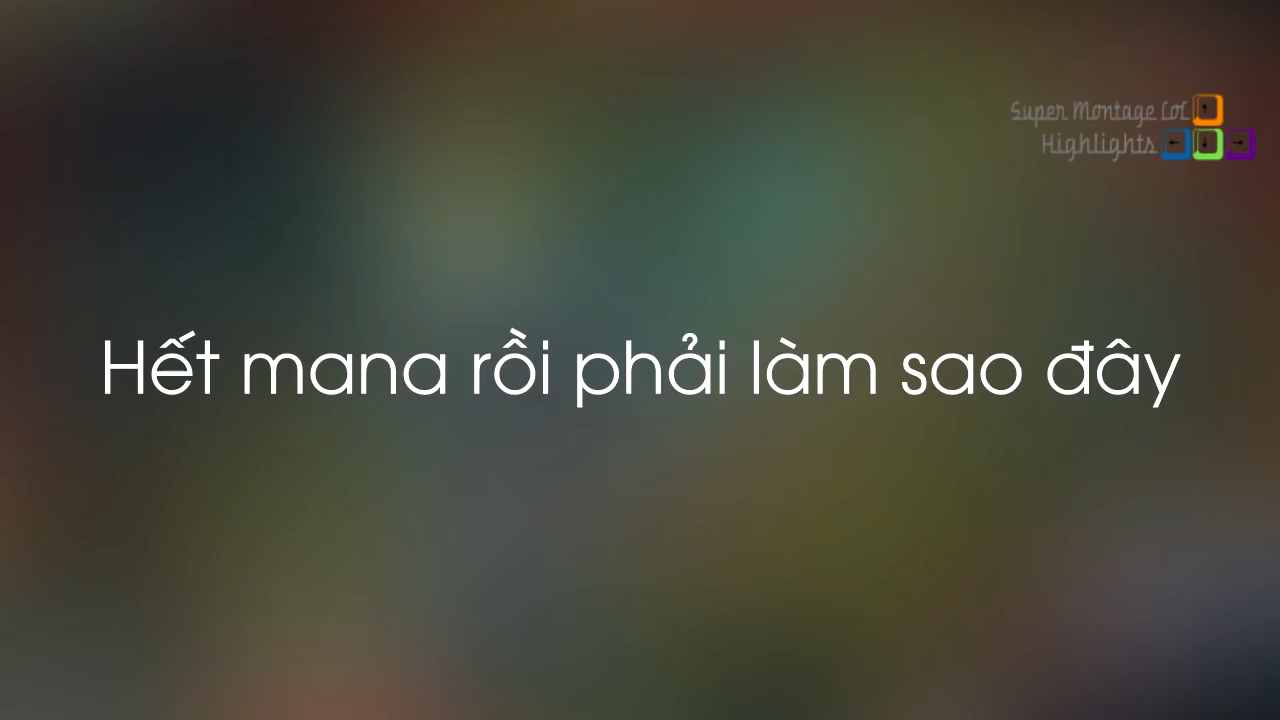 Super Montage LoL
Highlights
Hết mana rồi phải làm sao đây